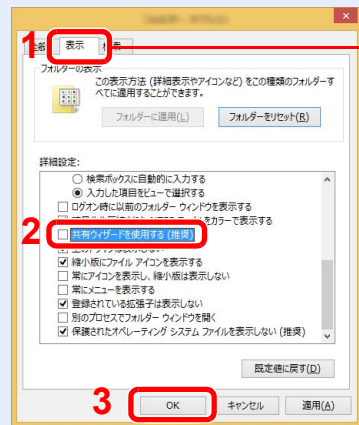 1
表示
フォルダーの表示
この表示方法 (詳細表示やアイコンなど) をこの種類のフォルダーす
べてに適用することができます。
フォルダーに適用(L)
フォルダーをリセット(R)
詳細設定:
検索ボックスに自動的に入力する
入力した項目をビューで選択する
ログオン時に以前のフォルダー ウィンドウを表示する
をカラーで表示する
2
共有ウィザードを使用する (推奨)
縮小版にファイル アイコンを表示する
常にアイコンを表示し、縮小版は表示しない
常にメニューを表示する
登録されている拡張子は表示しない
別のプロセスでフォルダー ウィンドウを開く
保護されたオペレーティング システム ファイルを表示しない (推奨)
既定値に戻す(D)
3
OK
キャンセル
適用(A)